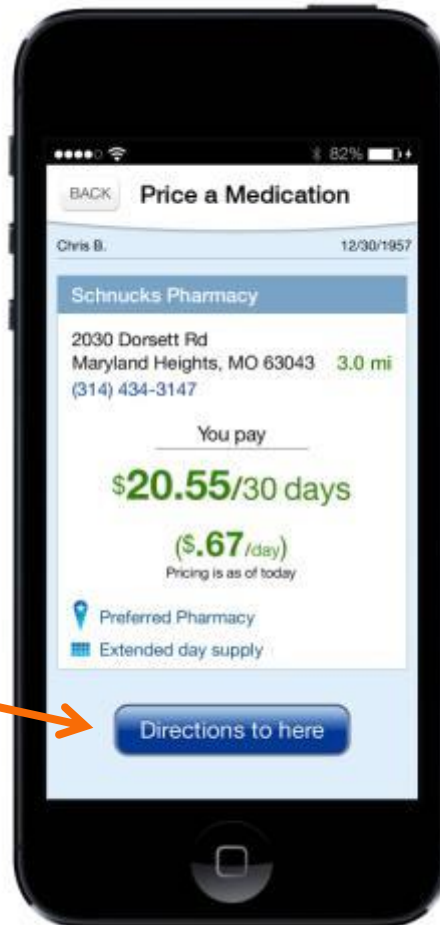 82%
BACK Price a Medication
Chris B. 12/30/1957
Schnucks Pharmacy
2030 Dorsett Rd
Maryland Heights, MO 63043 3.0 mi
(314) 434-3147
You pay
$20.55/30 days
($.67/day)
Pricing is as of today
Preferred Pharmacy
Extended day supply
Directions to here